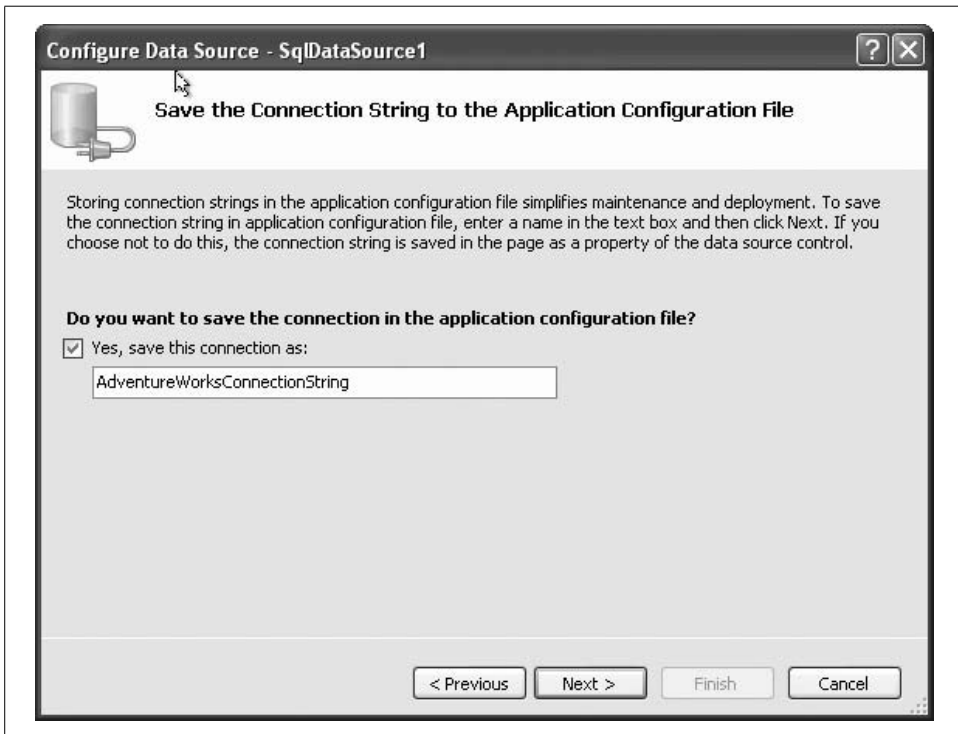 Configure Data Source - SqlDataSource1
Save the Connection String to the Application Configuration File
Storing connection strings in the application configuration file simplifies maintenance and deployment. To save
the connection string in application configuration file, enter a name in the text box and then click Next. If you
choose not to do this, the connection string is saved in the page as a property of the data source control.
Do you want to save the connection in the application configuration file?
Yes, save this connection as:
AdventureWorksConnectionString
< Previous Next > Finish Cancel